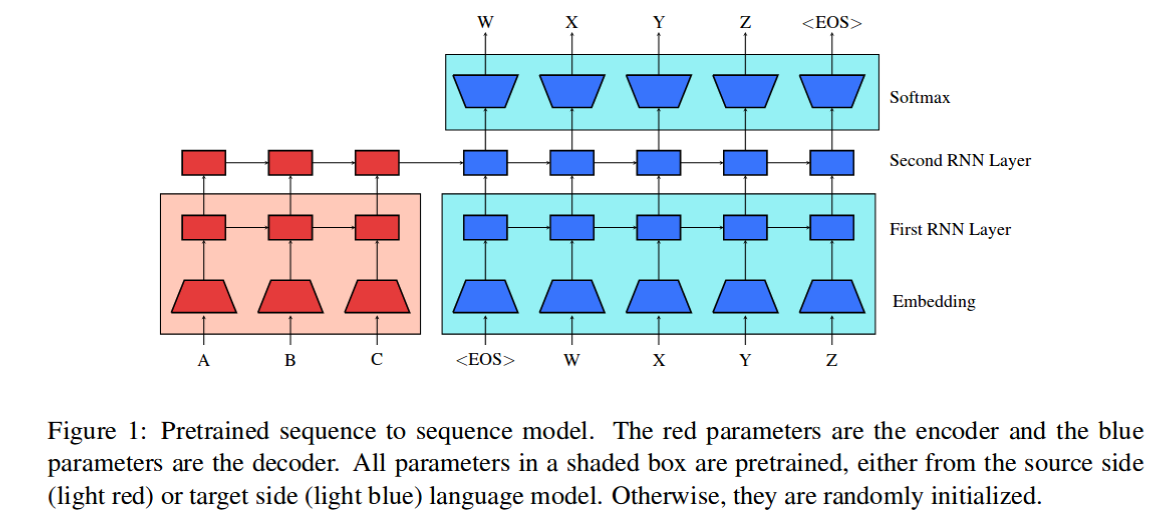 W X Y Z <EOS>
Softmax
Second RNN Layer
First RNN Layer
Embedding
A B C <EOS> W X Y Z
Figure 1: Pretrained sequence to sequence model. The red parameters are the encoder and the blue
parameters are the decoder. All parameters in a shaded box are pretrained, either from the source side
(light red) or target side (light blue) language model. Otherwise, they are randomly initialized.